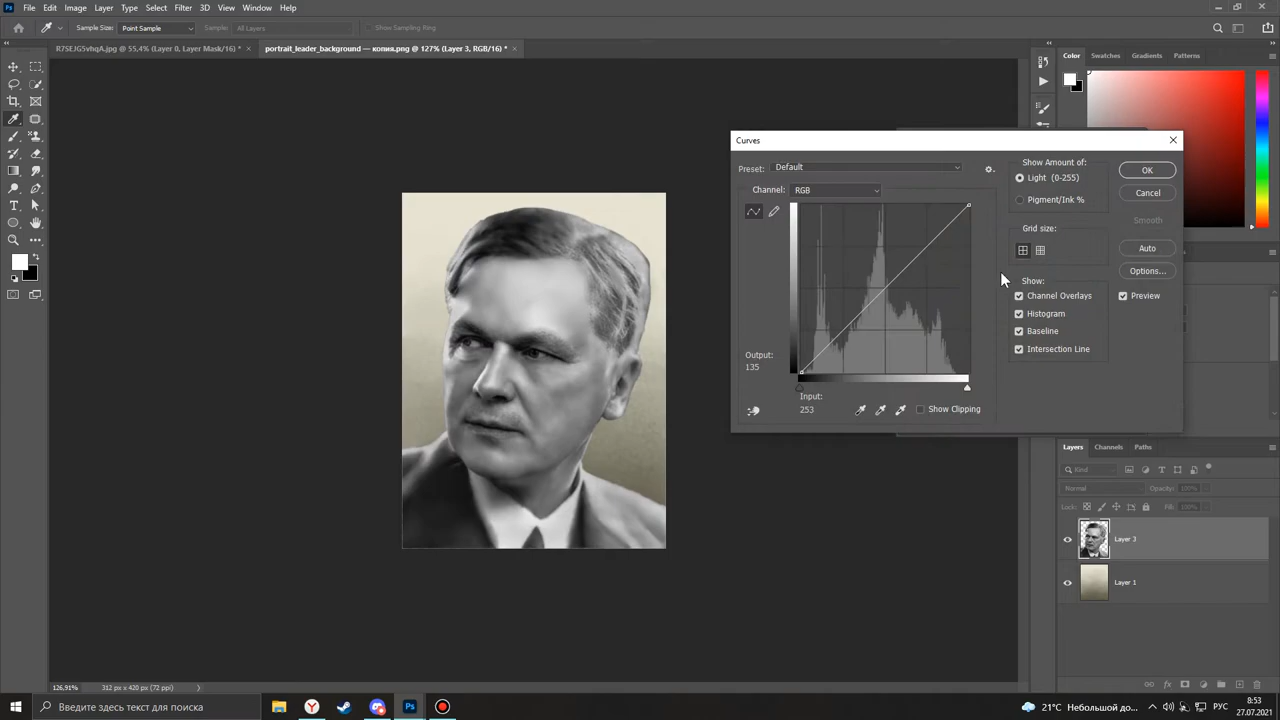 Ps File Edit Image Layer Type Select Filter 3D View Window Help
Sample Size: Point Sample Sample: All Layers Show Sampling Ring
R7SEJG5vhqA.jpg @ 55,4% (Layer 0, Layer Mask/16) * ×
portrait_leader_background — копия.png @ 127% (Layer 3, RGB/16) * ×
Color Swatches Gradients Patterns
Curves
Preset: Default
Channel: RGB
Output:
135
Input:
253
Show Clipping
Show Amount of:
Light (0-255)
Pigment/Ink %
Grid size:
Show:
Channel Overlays
Histogram
Baseline
Intersection Line
OK
Cancel
Smooth
Auto
Options...
Preview
Layers Channels Paths
Kind
Normal Opacity: 100%
Lock: Fill: 100%
Layer 3
Layer 1
126,91% 312 px x 420 px (72 ppi)
Введите здесь текст для поиска
Ps
21°C Небольшой до... РУС
8:53
27.07.2021